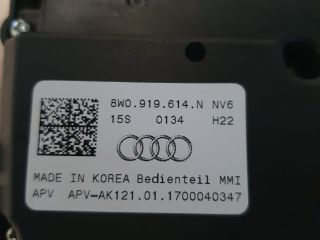 8W0.919.614.N NV6
15S 0134 H22
MADE IN KOREA Bedienteil MMI
APV APV-AK121.01.1700040347